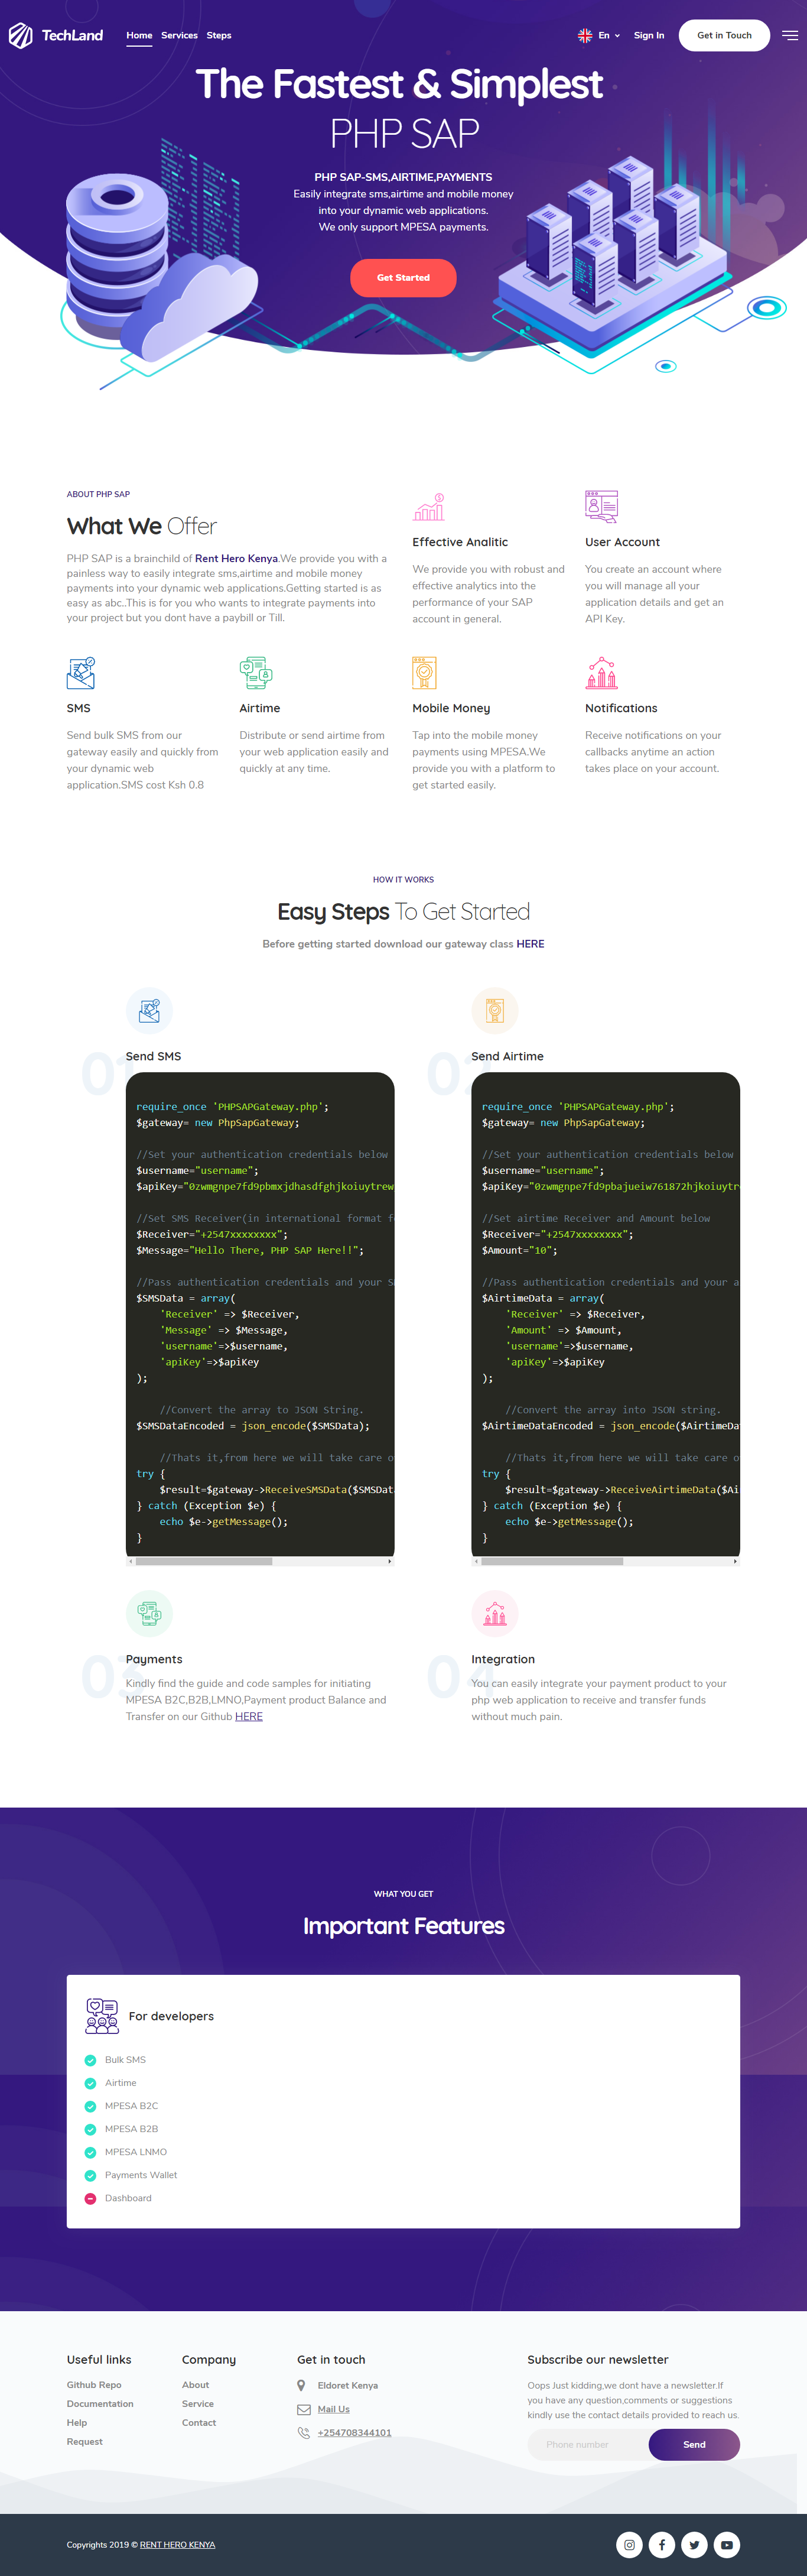 TechLand
Home Services Steps
En Sign In Get in Touch
The Fastest & Simplest
PHP SAP
PHP SAP-SMS,AIRTIME,PAYMENTS
Easily integrate sms,airtime and mobile money
into your dynamic web applications.
We only support MPESA payments.
Get Started
ABOUT PHP SAP
What We Offer
PHP SAP is a brainchild of Rent Hero Kenya.We provide you with a
painless way to easily integrate sms,airtime and mobile money
payments into your dynamic web applications.Getting started is as
easy as abc..This is for you who wants to integrate payments into
your project but you dont have a paybill or Till.
Effective Analitic
We provide you with robust and
effective analytics into the
performance of your SAP
account in general.
User Account
You create an account where
you will manage all your
application details and get an
API Key.
SMS
Send bulk SMS from our
gateway easily and quickly from
your dynamic web
application.SMS cost Ksh 0.8
Airtime
Distribute or send airtime from
your web application easily and
quickly at any time.
Mobile Money
Tap into the mobile money
payments using MPESA.We
provide you with a platform to
get started easily.
Notifications
Receive notifications on your
callbacks anytime an action
takes place on your account.
HOW IT WORKS
Easy Steps To Get Started
Before getting started download our gateway class HERE
01
Send SMS
require_once 'PHPSAPGateway.php';
$gateway= new PhpSapGateway;
//Set your authentication credentials below
$username="username";
$apiKey="0zwmgnpe7fd9pbmxjdhasdfghjkoiuytrew
//Set SMS Receiver(in international format f
$Receiver="+2547xxxxxxxx";
$Message="Hello There, PHP SAP Here!!";
//Pass authentication credentials and your S
$SMSData = array(
'Receiver' => $Receiver,
'Message' => $Message,
'username'=>$username,
'apiKey'=>$apiKey
);
//Convert the array to JSON String.
$SMSDataEncoded = json_encode($SMSData);
//Thats it,from here we will take care o
try {
$result=$gateway->ReceiveSMSData($SMSDat
} catch (Exception $e) {
echo $e->getMessage();
}
02
Send Airtime
require_once 'PHPSAPGateway.php';
$gateway= new PhpSapGateway;
//Set your authentication credentials below
$username="username";
$apiKey="0zwmgnpe7fd9pbajueiw761872hjkoiuytr
//Set airtime Receiver and Amount below
$Receiver="+2547xxxxxxxx";
$Amount="10";
//Pass authentication credentials and your a
$AirtimeData = array(
'Receiver' => $Receiver,
'Amount' => $Amount,
'username'=>$username,
'apiKey'=>$apiKey
);
//Convert the array into JSON string.
$AirtimeDataEncoded = json_encode($AirtimeDa
//Thats it,from here we will take care o
try {
$result=$gateway->ReceiveAirtimeData($Ai
} catch (Exception $e) {
echo $e->getMessage();
}
03
Payments
Kindly find the guide and code samples for initiating
MPESA B2C,B2B,LMNO,Payment product Balance and
Transfer on our Github HERE
04
Integration
You can easily integrate your payment product to your
php web application to receive and transfer funds
without much pain.
WHAT YOU GET
Important Features
For developers
Bulk SMS
Airtime
MPESA B2C
MPESA B2B
MPESA LNMO
Payments Wallet
Dashboard
Useful links
Github Repo
Documentation
Help
Request
Company
About
Service
Contact
Get in touch
Eldoret Kenya
Mail Us
+254708344101
Subscribe our newsletter
Oops Just kidding,we dont have a newsletter.If
you have any question,comments or suggestions
kindly use the contact details provided to reach us.
Phone number Send
Copyrights 2019 © RENT HERO KENYA